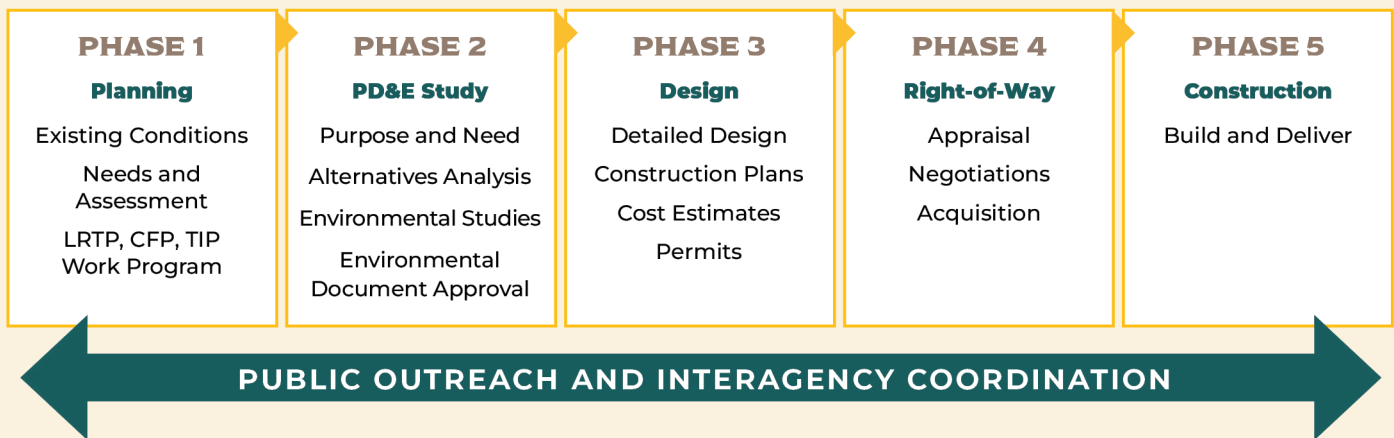 PHASE 1
Planning
Existing Conditions
Needs and
Assessment
LRTP, CFP, TIP
Work Program
PHASE 2
PD&E Study
Purpose and Need
Alternatives Analysis
Environmental Studies
Environmental
Document Approval
PHASE 3
Design
Detailed Design
Construction Plans
Cost Estimates
Permits
PHASE 4
Right-of-Way
Appraisal
Negotiations
Acquisition
PHASE 5
Construction
Build and Deliver
PUBLIC OUTREACH AND INTERAGENCY COORDINATION